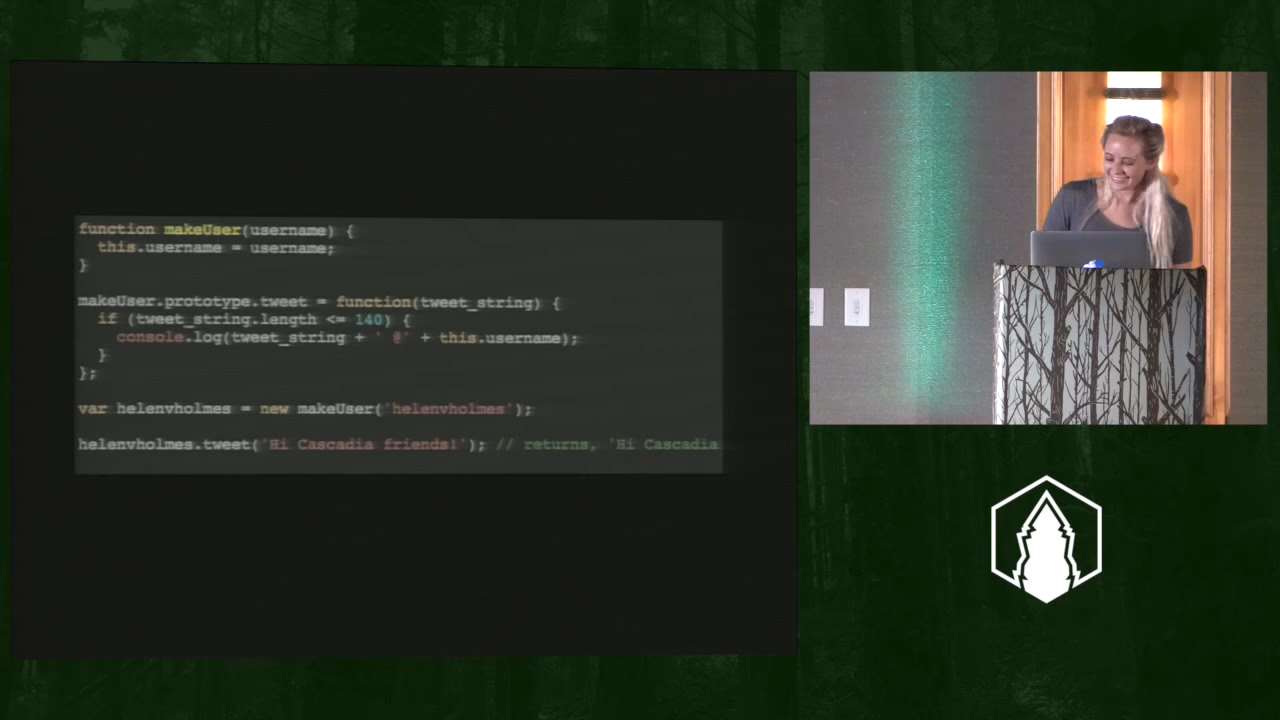 function makeUser(username) {
this.username = username;
}
makeUser.prototype.tweet = function(tweet_string) {
if (tweet_string.length <= 140) {
console.log(tweet_string + ' @' + this.username);
}
};
var helenvholmes = new makeUser('helenvholmes');
helenvholmes.tweet('Hi Cascadia friends!'); // returns, 'Hi Cascadia